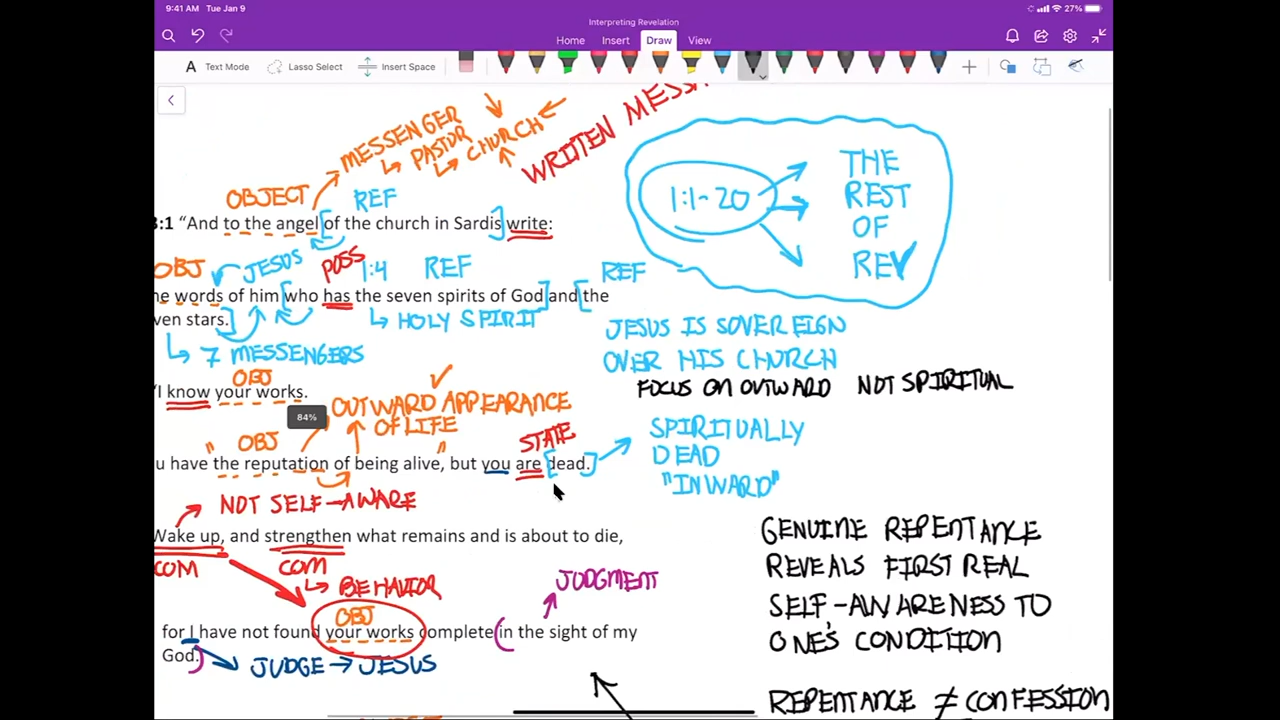 9:41 AM Tue Jan 9
27%
Interpreting Revelation
Home Insert Draw View
Text Mode Lasso Select Insert Space
MESSENGER
PASTOR
CHURCH
WRITTEN
THE
REST
OF
REV
1:1-20
OBJECT
REF
3:1 “And to the angel of the church in Sardis write:
OBJ JESUS POSS 1:4 REF REF
he words of him who has the seven spirits of God and the
ven stars.
HOLY SPIRIT
7 MESSENGERS
JESUS IS SOVEREIGN
OVER HIS CHURCH
FOCUS ON OUTWARD NOT SPIRITUAL
OBJ
“I know your works.
84%
OUTWARD APPEARANCE
OF LIFE
" OBJ "
STATE
u have the reputation of being alive, but you are dead.
SPIRITUALLY
DEAD
"INWARD"
NOT SELF-AWARE
Wake up, and strengthen what remains and is about to die,
COM COM
BEHAVIOR
JUDGMENT
OBJ
for I have not found your works complete in the sight of my
God.
JUDGE → JESUS
GENUINE REPENTANCE
REVEALS FIRST REAL
SELF-AWARENESS TO
ONE'S CONDITION
REPENTANCE ≠ CONFESSION